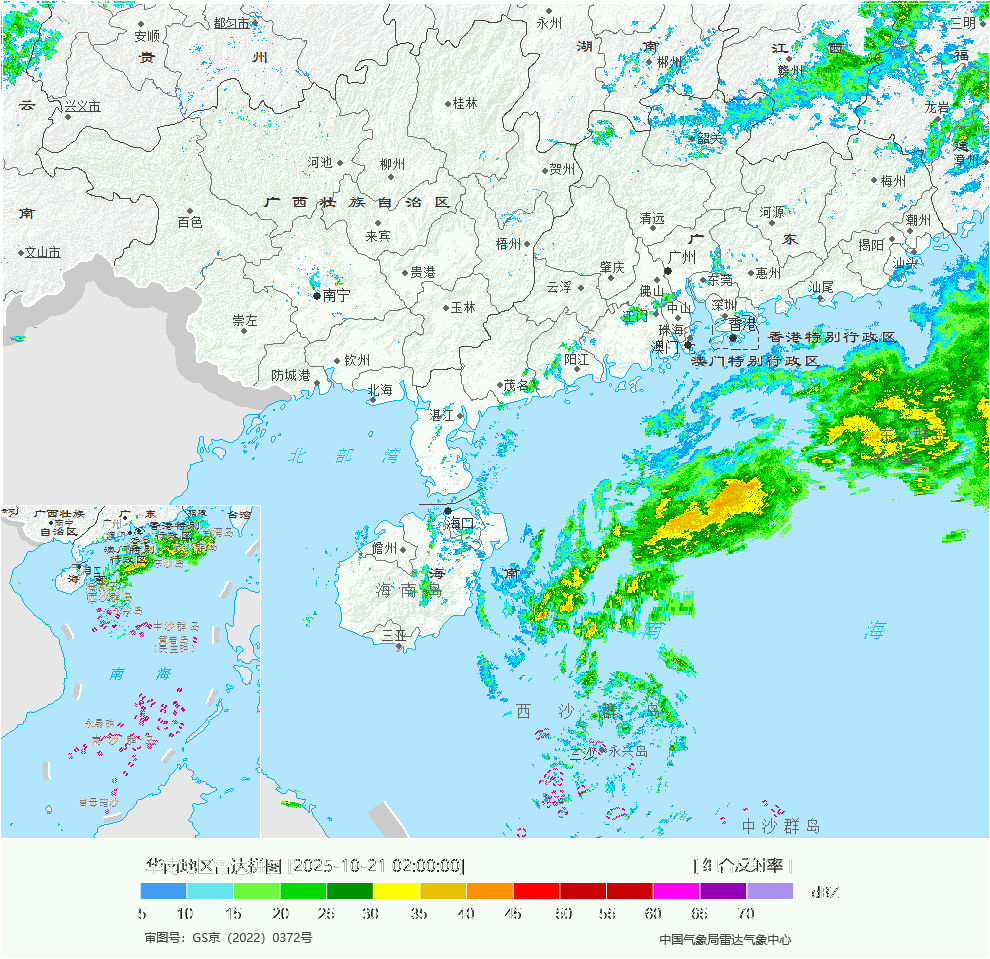 永州
三明
都匀市
安顺
湖 南
江 西
贵 州
郴州
赣州
福
云
兴义市
桂林
龙岩
韶关
建
漳州
河池
柳州
贺州
梅州
广 西 壮 族 自 治 区
南
百色
清远
河源
潮州
来宾
梧州
广 东
揭阳
文山市
广州
汕头
贵港
肇庆
惠州
东莞
云浮
佛山
汕尾
南宁
玉林
中山
深圳
江门
崇左
珠海
香港
香港特别行政区
澳门
澳门特别行政区
钦州
阳江
防城港
茂名
北海
湛江
东 沙 群 岛
北 部 湾
海口
儋州
海 南
海南岛
三亚
南 海
西 沙 群 岛
三沙
永兴岛
中沙群岛
广西壮族
自治区
南宁
广 东
广州
台湾
香港特别
行政区
澳门特别
行政区
海口
海 南
中沙群岛
黄岩岛
(民主礁)
南 海
永暑礁
南沙群岛
曾母暗沙
华南地区雷达拼图 [2025-10-21 02:00:00]
[ 组合反射率 ]
dBZ
5 10 15 20 25 30 35 40 45 50 55 60 65 70
审图号：GS京（2022）0372号
中国气象局雷达气象中心